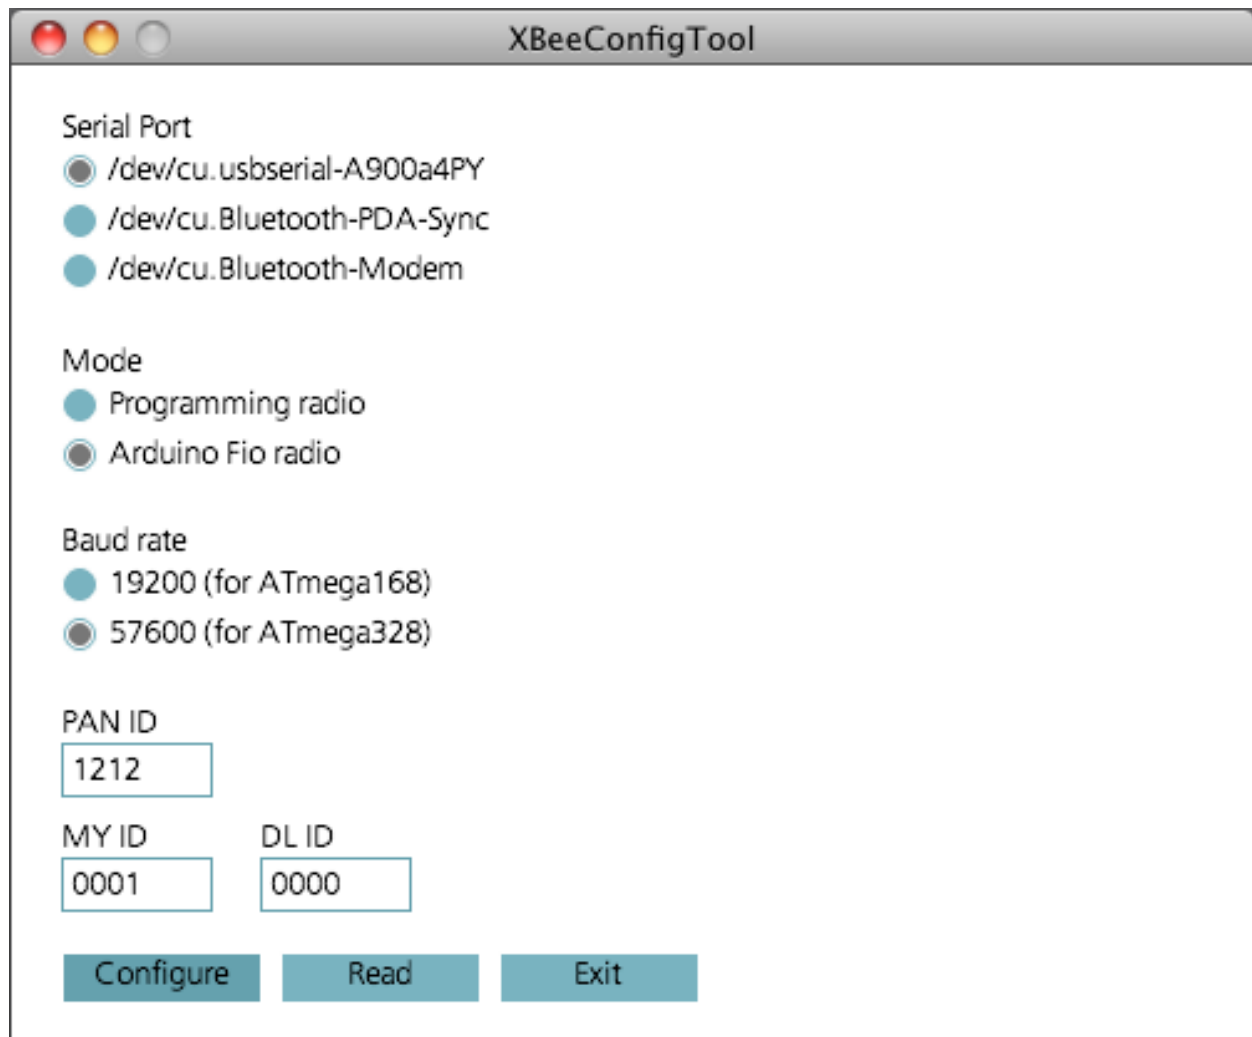 XBeeConfigTool
Serial Port
/dev/cu.usbserial-A900a4PY
/dev/cu.Bluetooth-PDA-Sync
/dev/cu.Bluetooth-Modem
Mode
Programming radio
Arduino Fio radio
Baud rate
19200 (for ATmega168)
57600 (for ATmega328)
PAN ID
1212
MY ID DL ID
0001 0000
Configure Read Exit